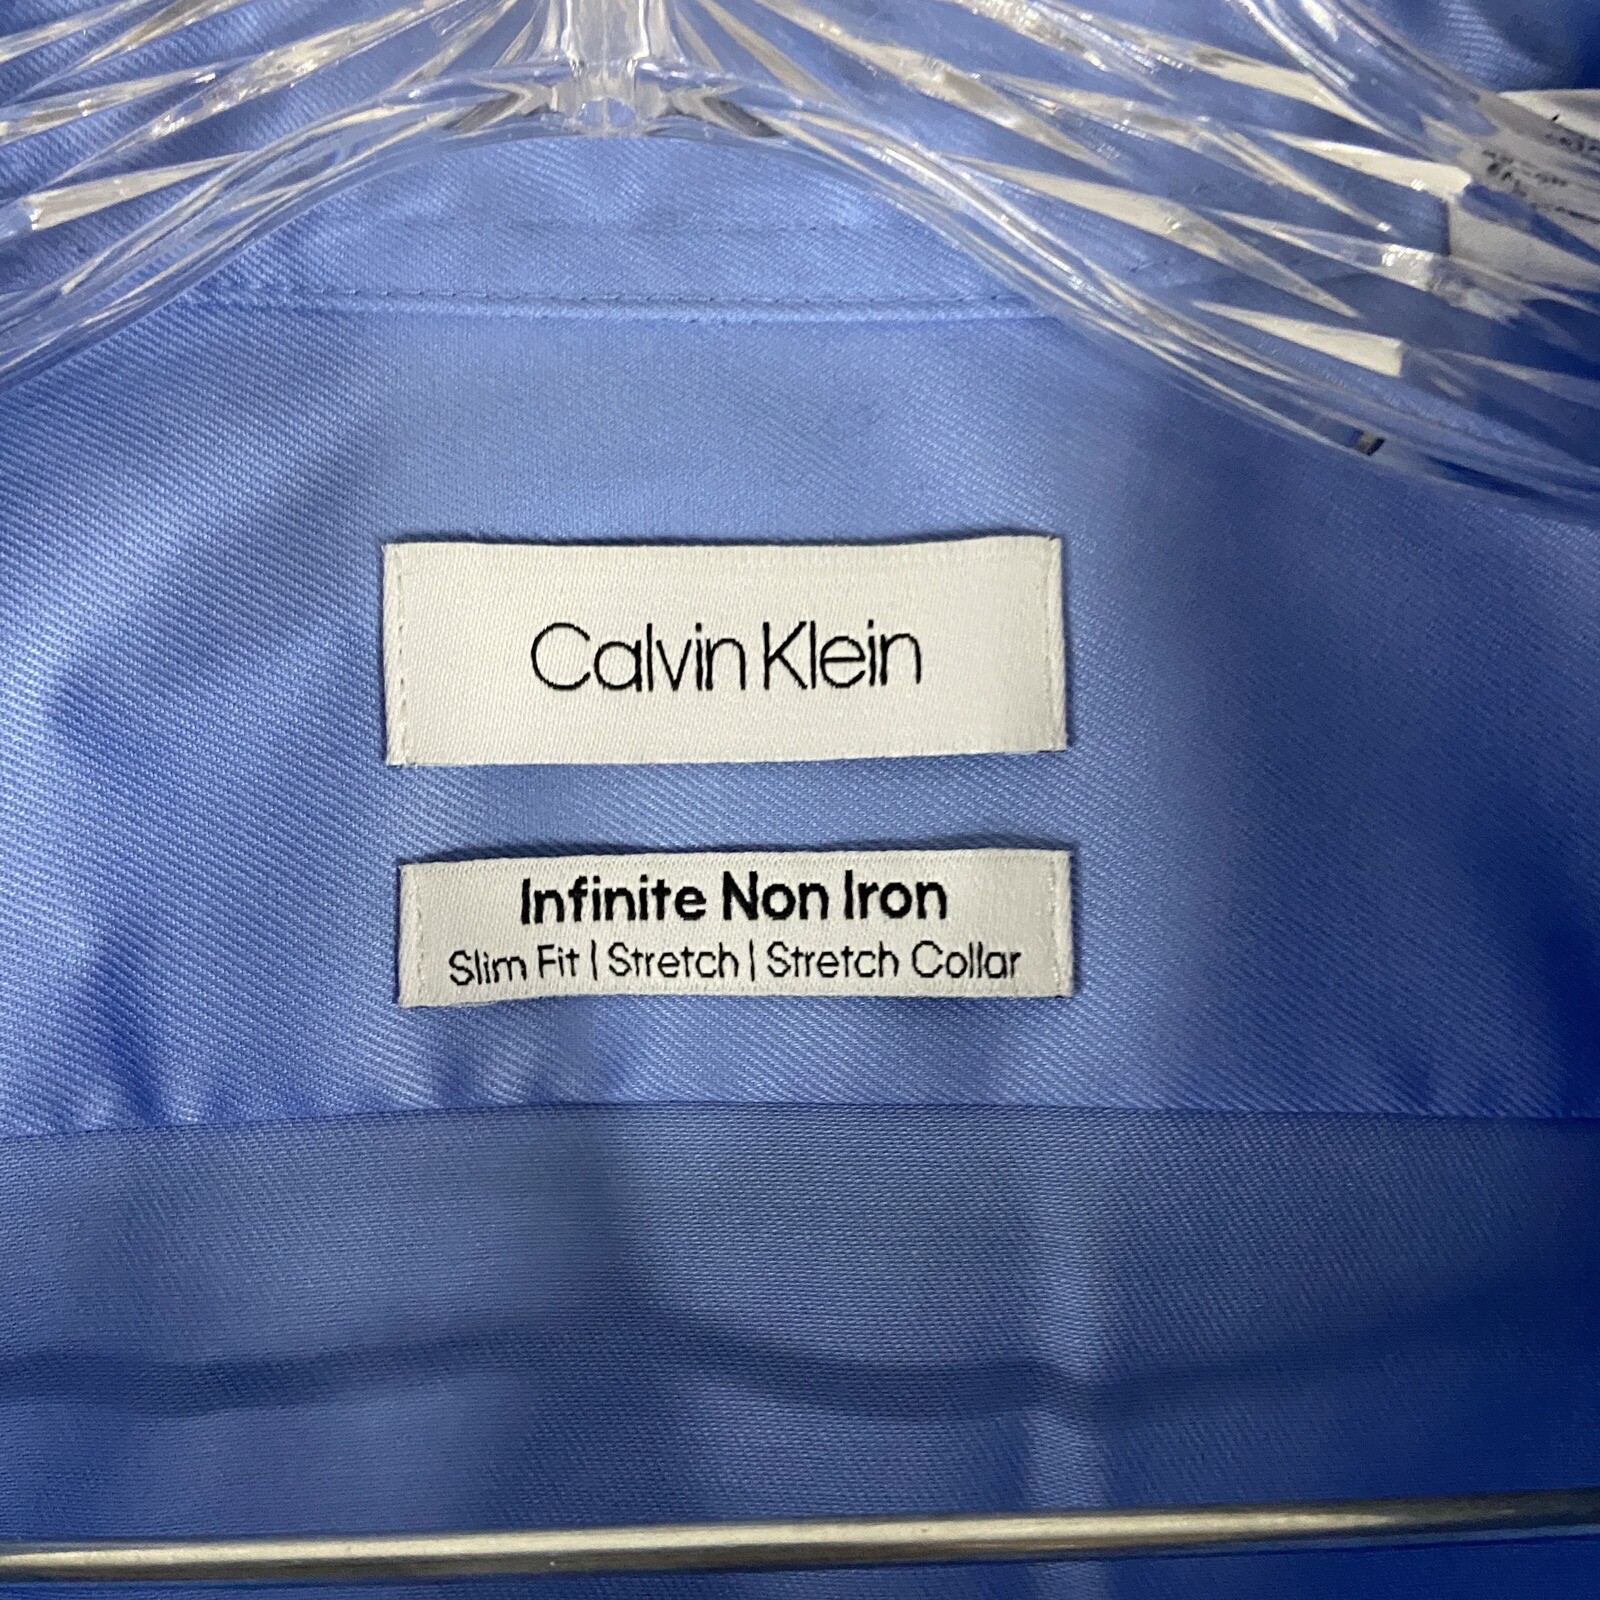 Calvin Klein
Infinite Non Iron
Slim Fit | Stretch | Stretch Collar